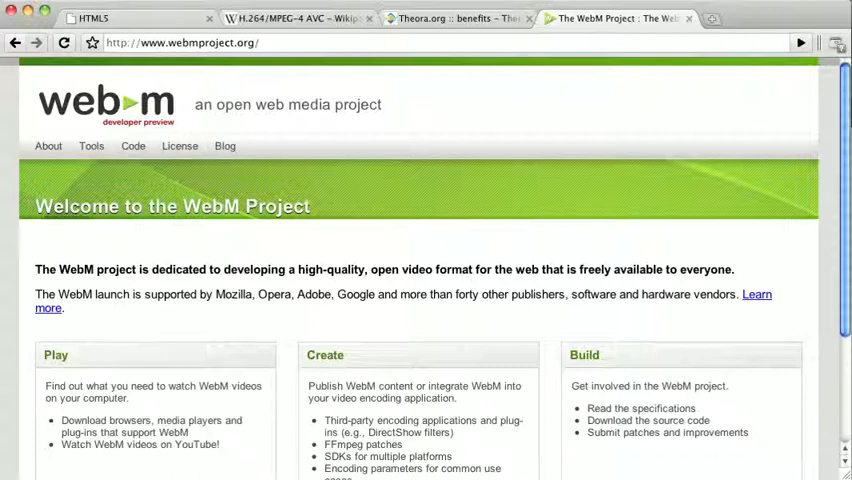 HTML5
H.264/MPEG-4 AVC - Wikip
Theora.org :: benefits - Theo
The WebM Project : The Web
http://www.webmproject.org/
webm
developer preview
an open web media project
About Tools Code License Blog
Welcome to the WebM Project
The WebM project is dedicated to developing a high-quality, open video format for the web that is freely available to everyone.
The WebM launch is supported by Mozilla, Opera, Adobe, Google and more than forty other publishers, software and hardware vendors. Learn
more.
Play
Find out what you need to watch WebM videos
on your computer.
Download browsers, media players and
plug-ins that support WebM
Watch WebM videos on YouTube!
Create
Publish WebM content or integrate WebM into
your video encoding application.
Third-party encoding applications and plug-
ins (e.g., DirectShow filters)
FFmpeg patches
SDKs for multiple platforms
Encoding parameters for common use
Build
Get involved in the WebM project.
Read the specifications
Download the source code
Submit patches and improvements